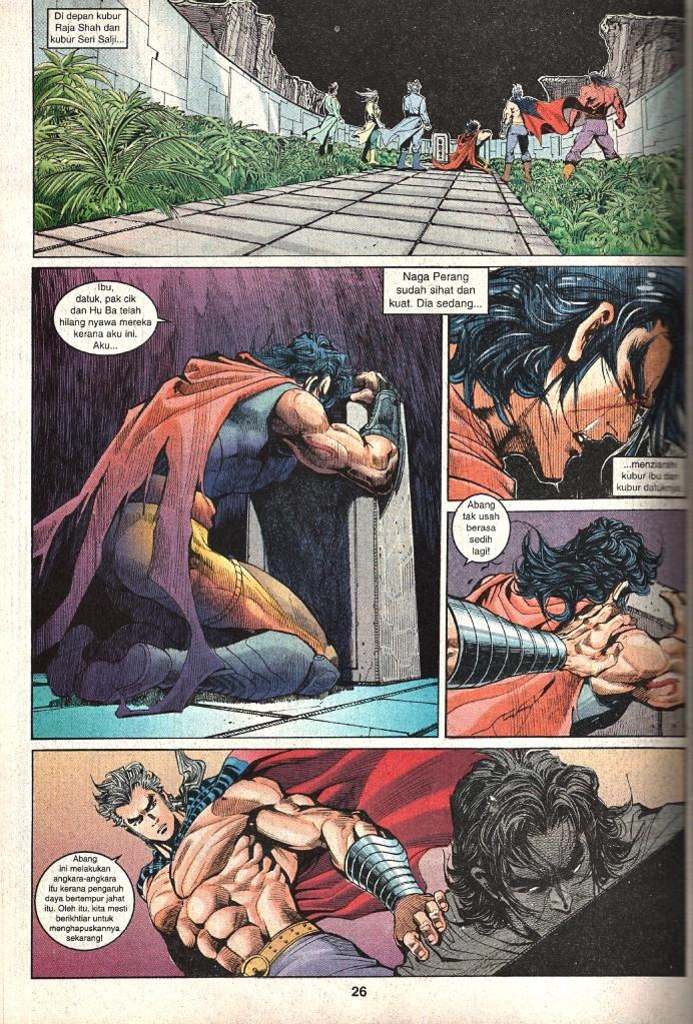 Di depan kubur
Raja Shah dan
kubur Seri Salji...
Ibu,
datuk, pak cik
dan Hu Ba telah
hilang nyawa mereka
kerana aku ini.
Aku...
Naga Perang
sudah sihat dan
kuat. Dia sedang...
...menziarahi
kubur ibu dan
kubur datuknya.
Abang
tak usah
berasa
sedih
lagi!
Abang
ini melakukan
angkara-angkara
itu kerana pengaruh
daya bertempur jahat
itu. Oleh itu, kita mesti
berikhtiar untuk
menghapuskannya
sekarang!
26